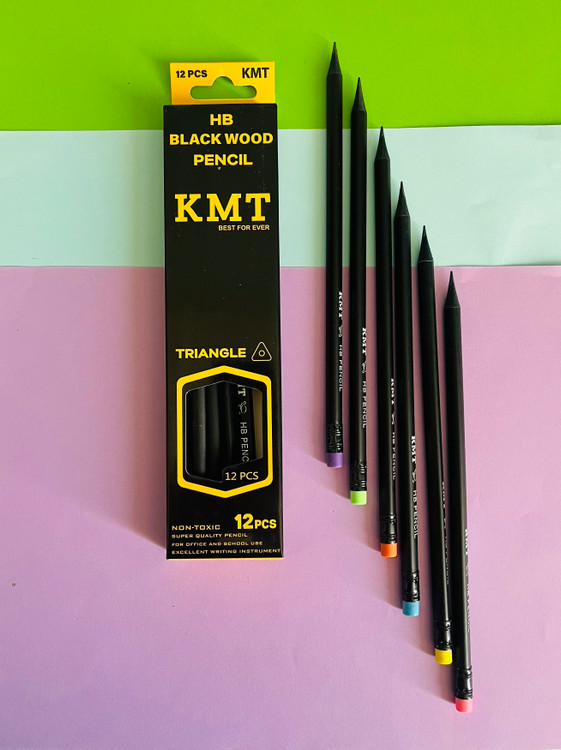 12 PCS KMT
HB
BLACK WOOD
PENCIL
KMT
BEST FOR EVER
TRIANGLE
MT HB PENC
12 PCS
NON-TOXIC 12PCS
SUPER QUALITY PENCIL
FOR OFFICE AND SCHOOL USE
EXCELLENT WRITING INSTRUMENT
KMT HB PENCIL
KMT HB PENCIL
KMT HB PENCIL
KMT HB PENCIL